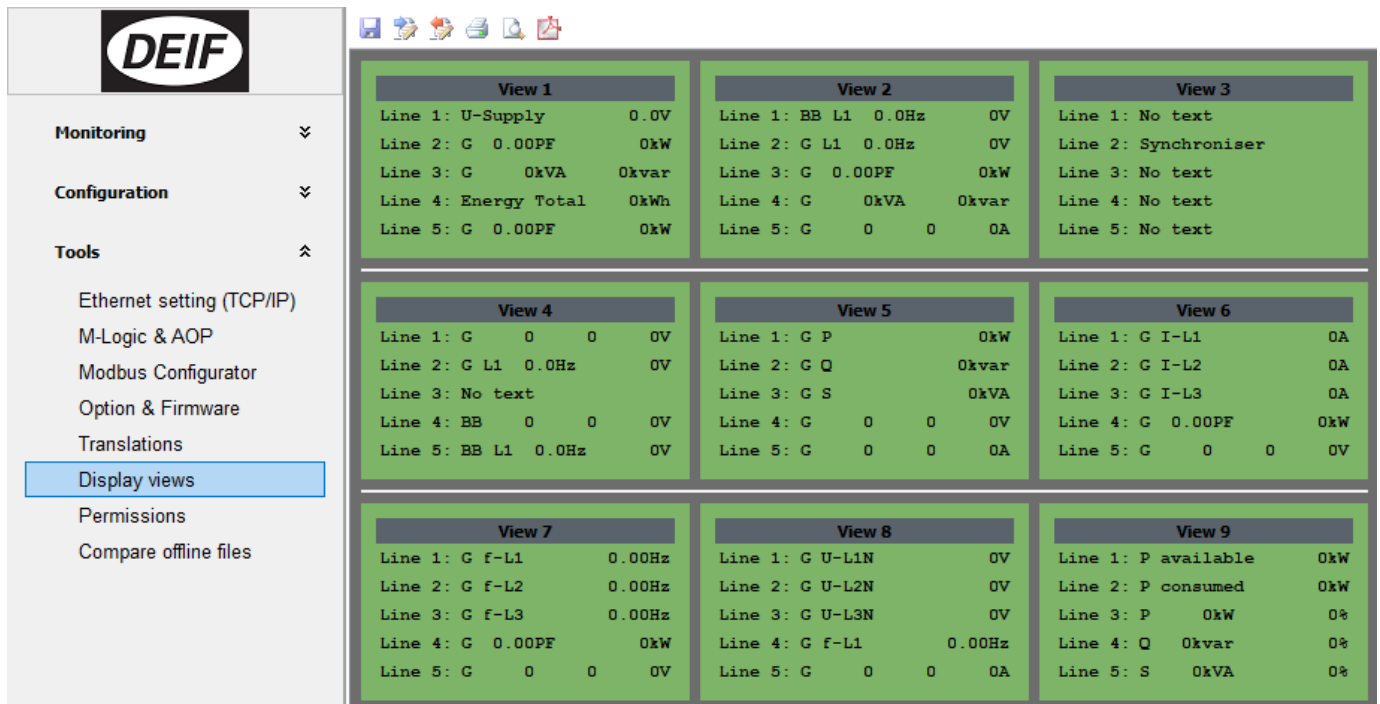 DEIF
Monitoring
Configuration
Tools
Ethernet setting (TCP/IP)
M-Logic & AOP
Modbus Configurator
Option & Firmware
Translations
Display views
Permissions
Compare offline files
View 1
Line 1: U-Supply 0.0V
Line 2: G 0.00PF 0kW
Line 3: G 0kVA 0kvar
Line 4: Energy Total 0kWh
Line 5: G 0.00PF 0kW
View 2
Line 1: BB L1 0.0Hz 0V
Line 2: G L1 0.0Hz 0V
Line 3: G 0.00PF 0kW
Line 4: G 0kVA 0kvar
Line 5: G 0 0 0A
View 3
Line 1: No text
Line 2: Synchroniser
Line 3: No text
Line 4: No text
Line 5: No text
View 4
Line 1: G 0 0 0V
Line 2: G L1 0.0Hz 0V
Line 3: No text
Line 4: BB 0 0 0V
Line 5: BB L1 0.0Hz 0V
View 5
Line 1: G P 0kW
Line 2: G Q 0kvar
Line 3: G S 0kVA
Line 4: G 0 0 0V
Line 5: G 0 0 0A
View 6
Line 1: G I-L1 0A
Line 2: G I-L2 0A
Line 3: G I-L3 0A
Line 4: G 0.00PF 0kW
Line 5: G 0 0 0V
View 7
Line 1: G f-L1 0.00Hz
Line 2: G f-L2 0.00Hz
Line 3: G f-L3 0.00Hz
Line 4: G 0.00PF 0kW
Line 5: G 0 0 0V
View 8
Line 1: G U-L1N 0V
Line 2: G U-L2N 0V
Line 3: G U-L3N 0V
Line 4: G f-L1 0.00Hz
Line 5: G 0 0 0A
View 9
Line 1: P available 0kW
Line 2: P consumed 0kW
Line 3: P 0kW 0%
Line 4: Q 0kvar 0%
Line 5: S 0kVA 0%